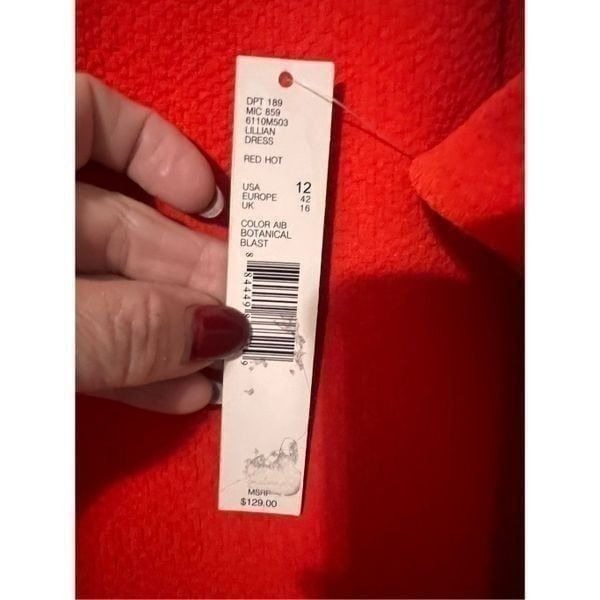 DPT 189
MIC 859
6110M503
LILLIAN
DRESS
RED HOT
USA 12
EUROPE 42
UK 16
COLOR AIB
BOTANICAL
BLAST
MSRP
$129.00